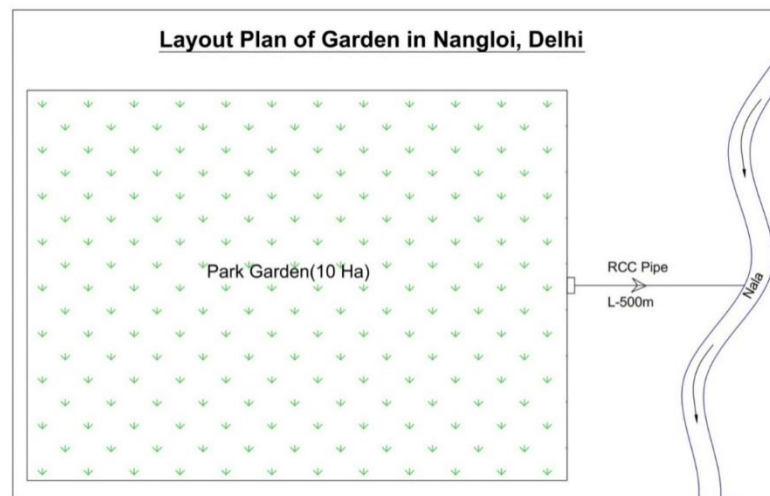 Layout Plan of Garden in Nangloi, Delhi
Park Garden(10 Ha)
RCC Pipe
L-500m
Nala